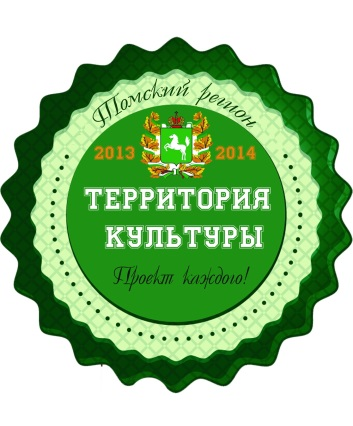 Томский регион
2013 2014
ТЕРРИТОРИЯ
КУЛЬТУРЫ
Проект каждого!